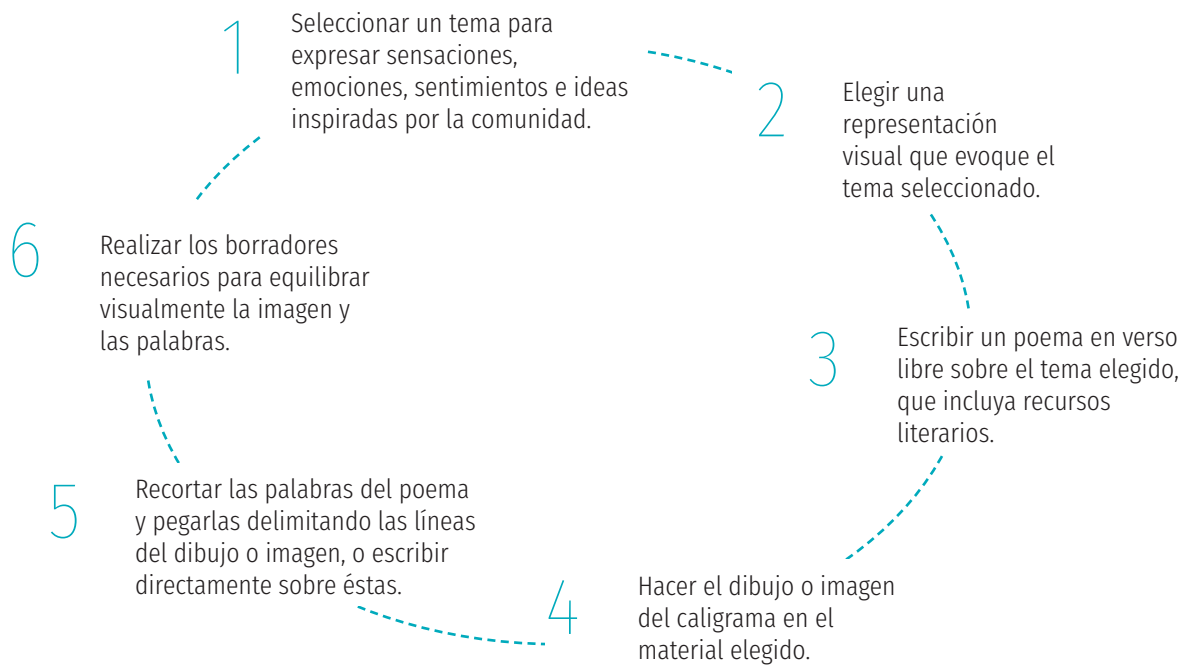 1
Seleccionar un tema para
expresar sensaciones,
emociones, sentimientos e ideas
inspiradas por la comunidad.
2
Elegir una
representación
visual que evoque el
tema seleccionado.
3
Escribir un poema en verso
libre sobre el tema elegido,
que incluya recursos
literarios.
4
Hacer el dibujo o imagen
del caligrama en el
material elegido.
5
Recortar las palabras del poema
y pegarlas delimitando las líneas
del dibujo o imagen, o escribir
directamente sobre éstas.
6
Realizar los borradores
necesarios para equilibrar
visualmente la imagen y
las palabras.